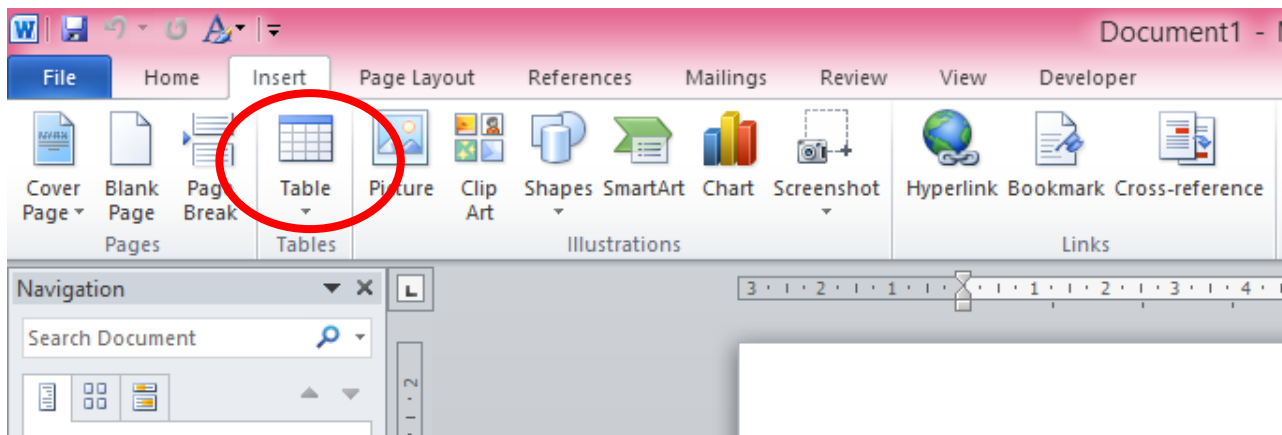 W
Document1 -
File Home Insert Page Layout References Mailings Review View Developer
Cover Page Blank Page Page Break Table Picture Clip Art Shapes SmartArt Chart Screenshot Hyperlink Bookmark Cross-reference
Pages Tables Illustrations Links
Navigation
L 3 2 1 1 2 3 4
Search Document
2